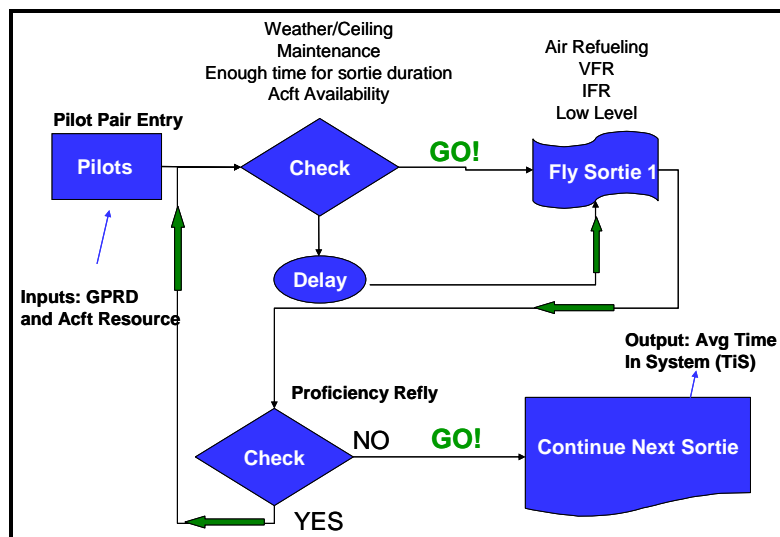 Weather/Ceiling
Maintenance
Enough time for sortie duration
Acft Availability
Air Refueling
VFR
IFR
Low Level
Pilot Pair Entry
Pilots
Check
GO!
Fly Sortie 1
Delay
Inputs: GPRD
and Acft Resource
Output: Avg Time
In System (TiS)
Proficiency Refly
Check
NO
GO!
Continue Next Sortie
YES